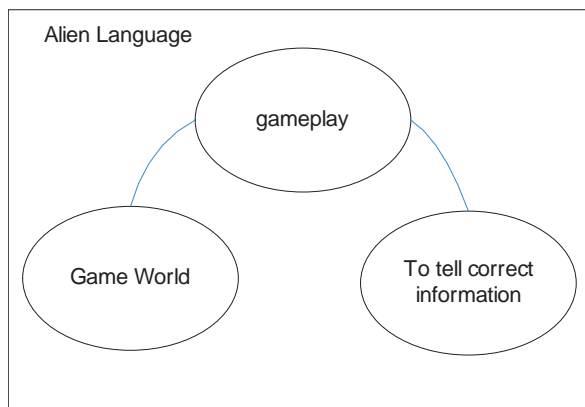 Alien Language
gameplay
Game World
To tell correct
information